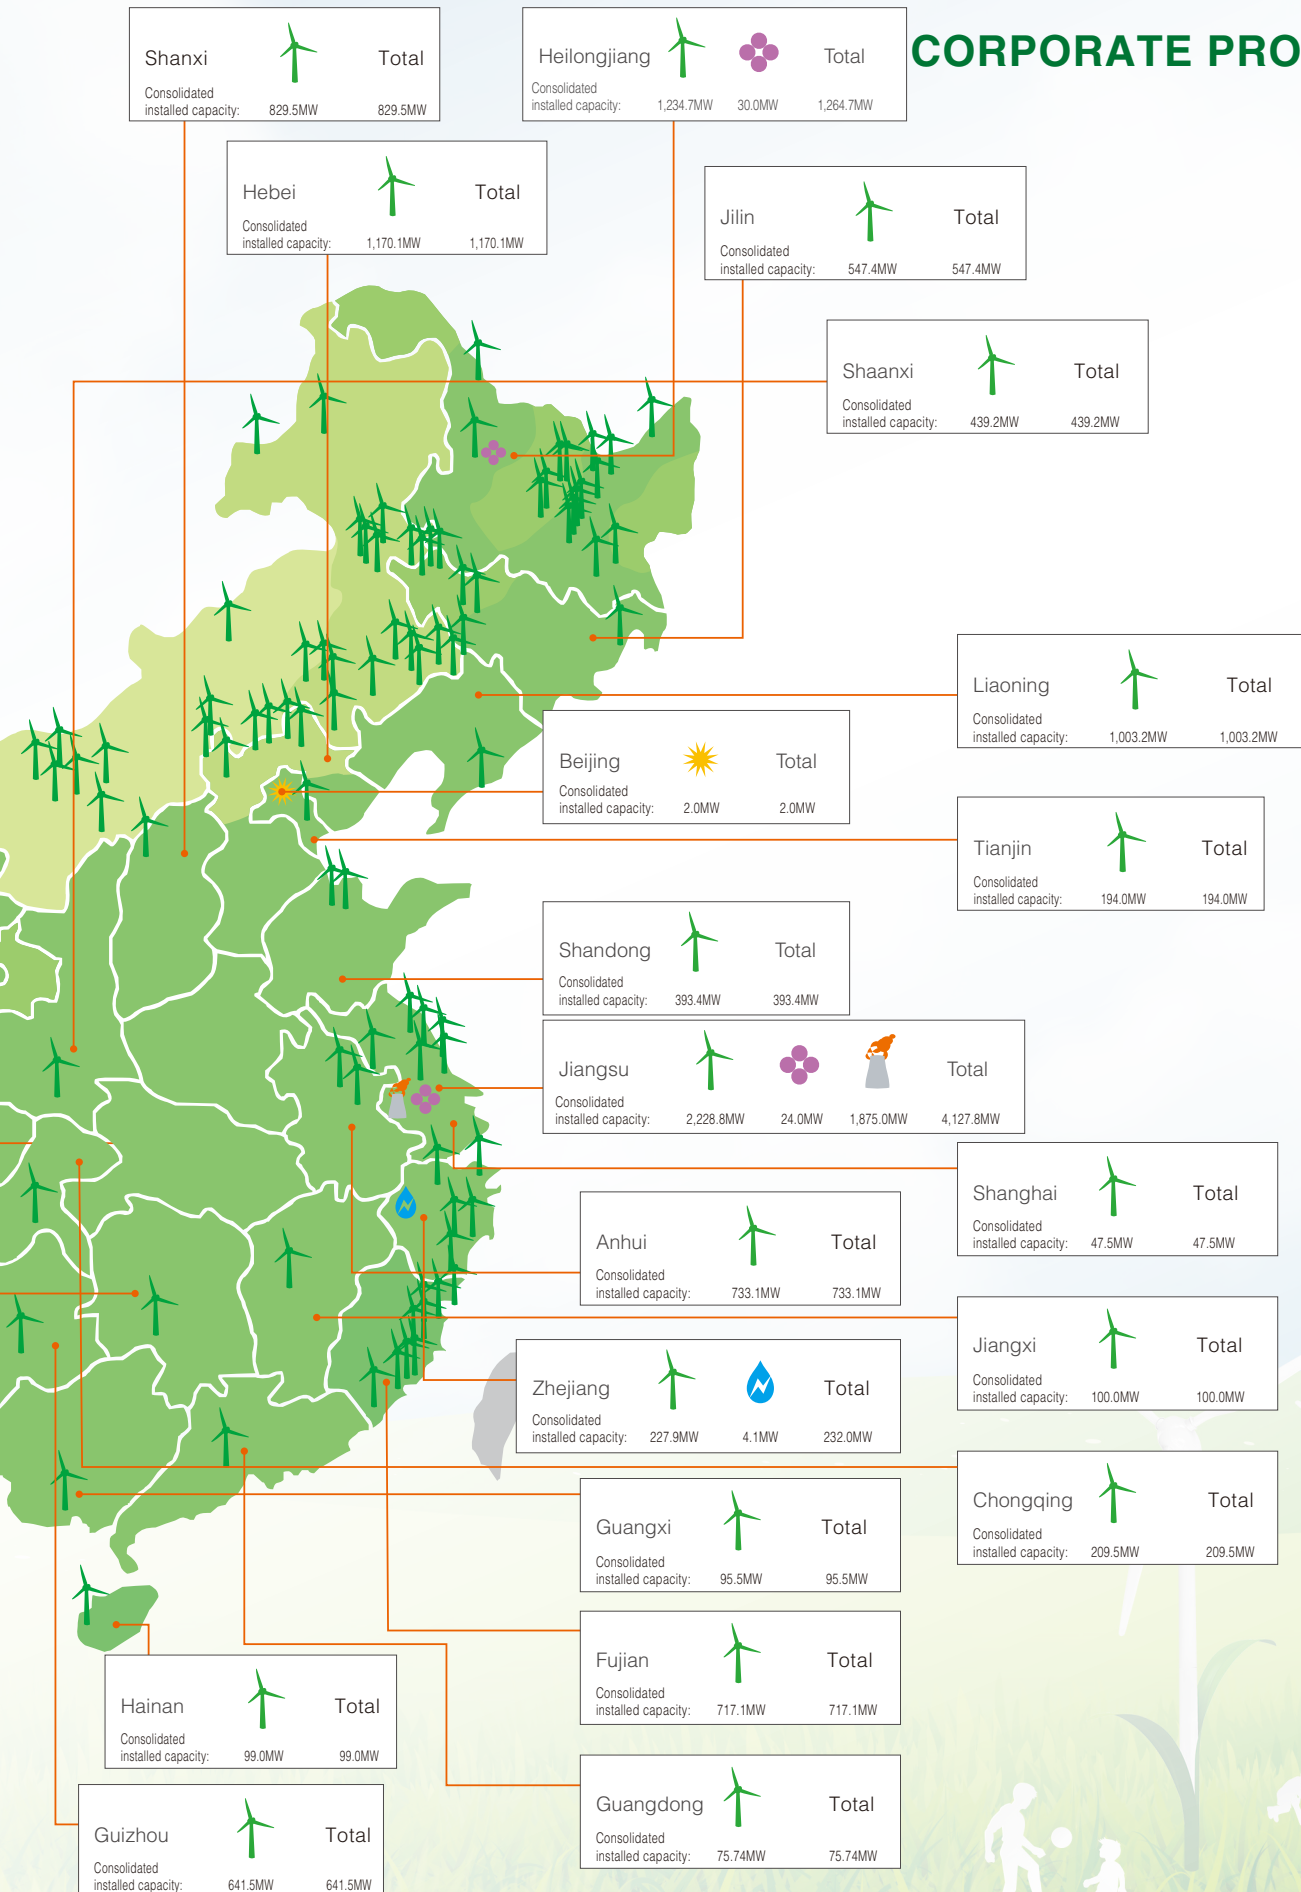 CORPORATE PRO
Shanxi Total
Consolidated
installed capacity: 829.5MW 829.5MW
Heilongjiang Total
Consolidated
installed capacity: 1,234.7MW 30.0MW 1,264.7MW
Hebei Total
Consolidated
installed capacity: 1,170.1MW 1,170.1MW
Jilin Total
Consolidated
installed capacity: 547.4MW 547.4MW
Shaanxi Total
Consolidated
installed capacity: 439.2MW 439.2MW
Liaoning Total
Consolidated
installed capacity: 1,003.2MW 1,003.2MW
Beijing Total
Consolidated
installed capacity: 2.0MW 2.0MW
Tianjin Total
Consolidated
installed capacity: 194.0MW 194.0MW
Shandong Total
Consolidated
installed capacity: 393.4MW 393.4MW
Jiangsu Total
Consolidated
installed capacity: 2,228.8MW 24.0MW 1,875.0MW 4,127.8MW
Shanghai Total
Consolidated
installed capacity: 47.5MW 47.5MW
Anhui Total
Consolidated
installed capacity: 733.1MW 733.1MW
Jiangxi Total
Consolidated
installed capacity: 100.0MW 100.0MW
Zhejiang Total
Consolidated
installed capacity: 227.9MW 4.1MW 232.0MW
Chongqing Total
Consolidated
installed capacity: 209.5MW 209.5MW
Guangxi Total
Consolidated
installed capacity: 95.5MW 95.5MW
Fujian Total
Consolidated
installed capacity: 717.1MW 717.1MW
Hainan Total
Consolidated
installed capacity: 99.0MW 99.0MW
Guangdong Total
Consolidated
installed capacity: 75.74MW 75.74MW
Guizhou Total
Consolidated
installed capacity: 641.5MW 641.5MW